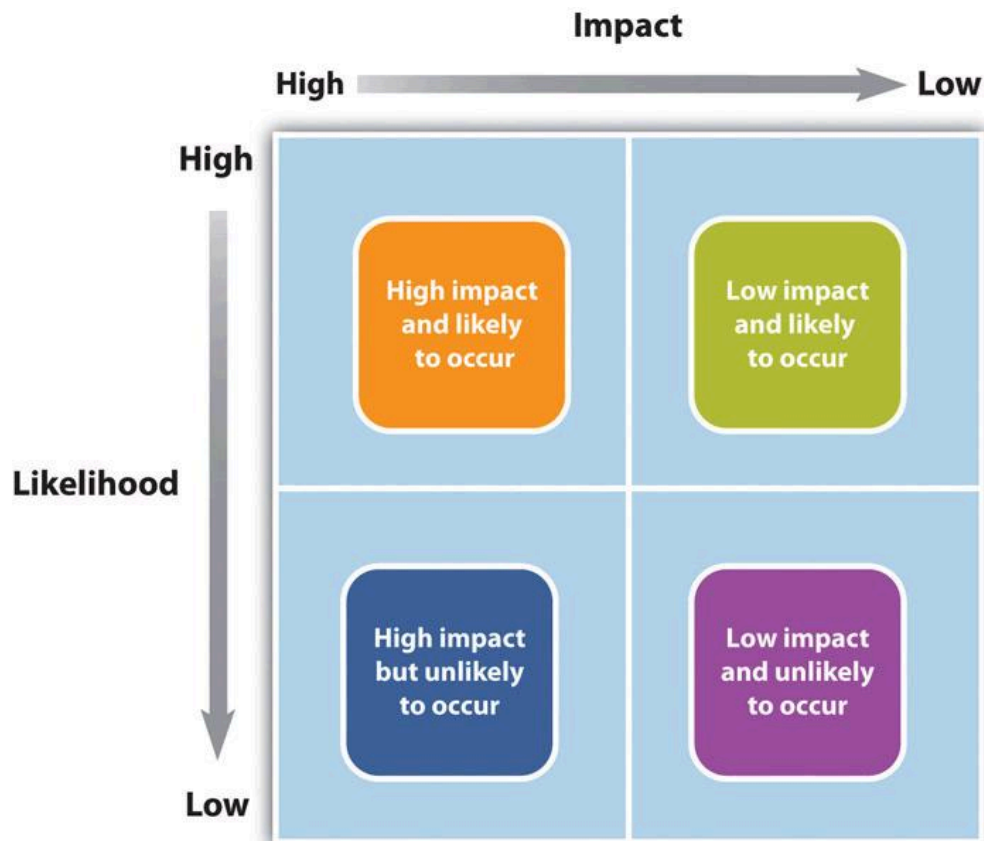 Impact
High
Low
High
High impact
and likely
to occur
Low impact
and likely
to occur
Likelihood
High impact
but unlikely
to occur
Low impact
and unlikely
to occur
Low